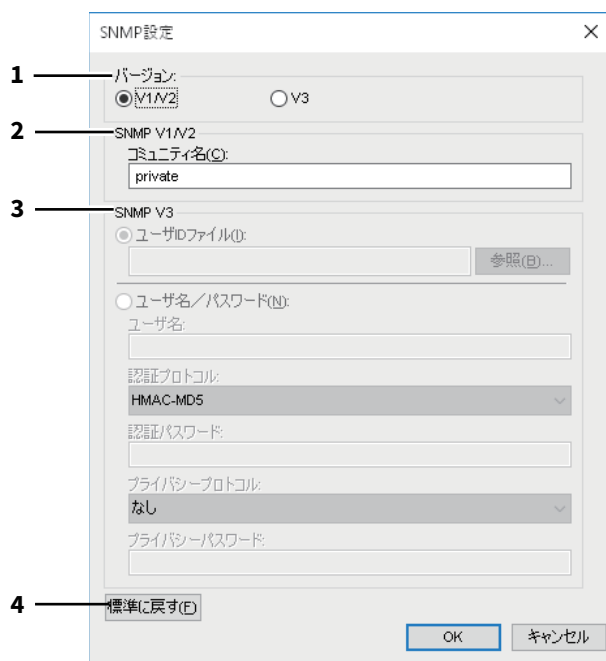 SNMP設定
1
バージョン:
V1/V2 V3
2
SNMP V1/V2
コミュニティ名(C):
private
3
SNMP V3
ユーザIDファイル(I):
参照(B)...
ユーザ名／パスワード(N):
ユーザ名:
認証プロトコル:
HMAC-MD5
認証パスワード:
プライバシープロトコル:
なし
プライバシーパスワード:
4
標準に戻す(F)
OK キャンセル